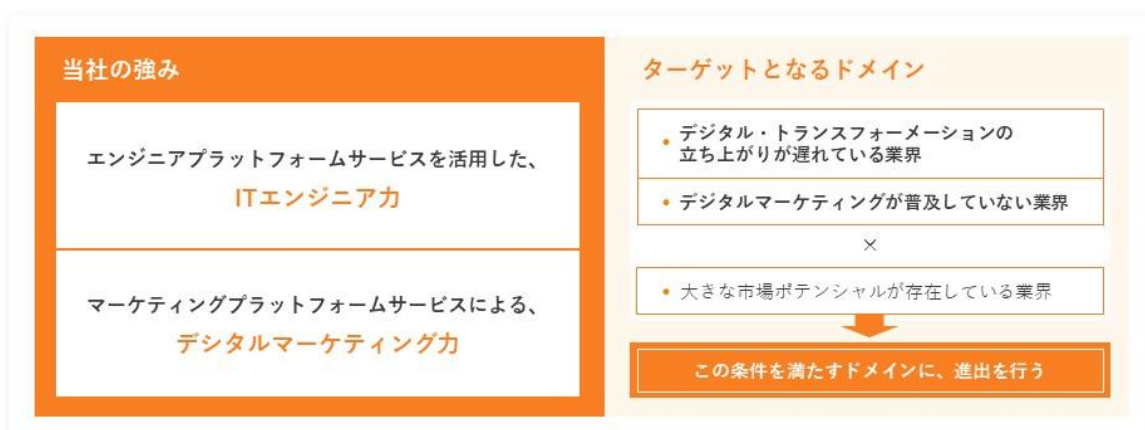 当社の強み
エンジニアプラットフォームサービスを活用した、
ITエンジニア力
マーケティングプラットフォームサービスによる、
デシタルマーケティング力
ターゲットとなるドメイン
• デジタル・トランスフォーメーションの
立ち上がりが遅れている業界
• デジタルマーケティングが普及していない業界
×
• 大きな市場ポテンシャルが存在している業界
この条件を満たすドメインに、進出を行う